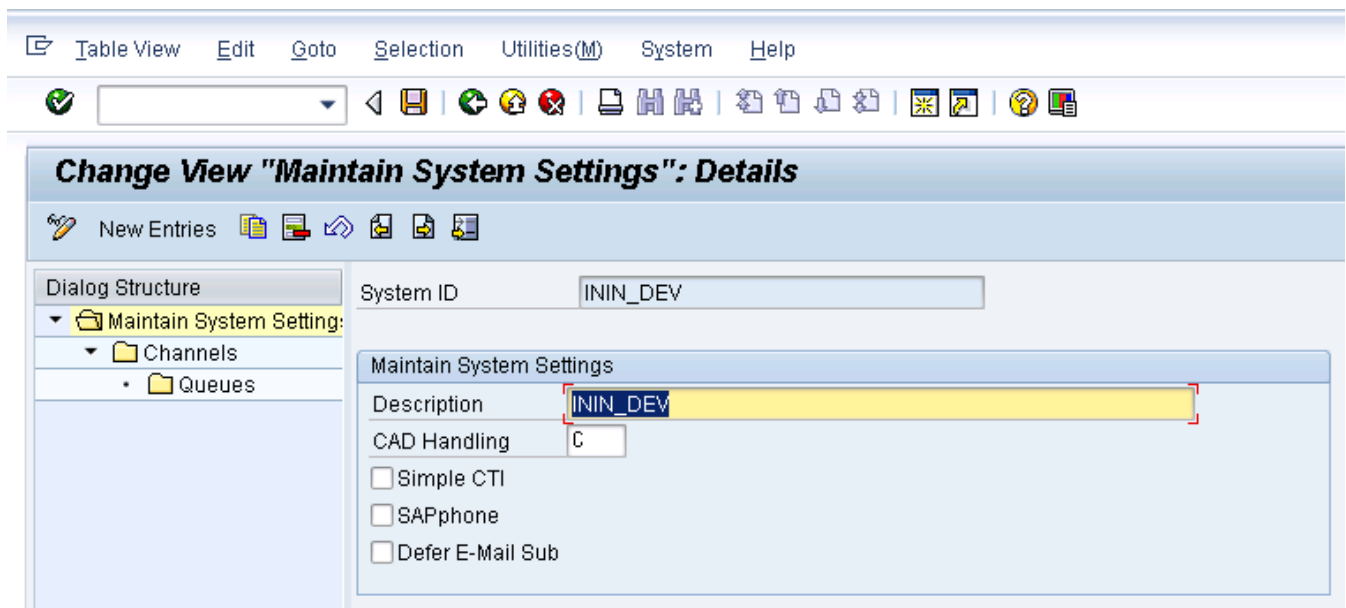 Table View Edit Goto Selection Utilities(M) System Help
Change View "Maintain System Settings": Details
New Entries
Dialog Structure
System ID ININ_DEV
Maintain System Setting
Channels
Maintain System Settings
Queues
Description ININ_DEV
CAD Handling C
Simple CTI
SAPphone
Defer E-Mail Sub